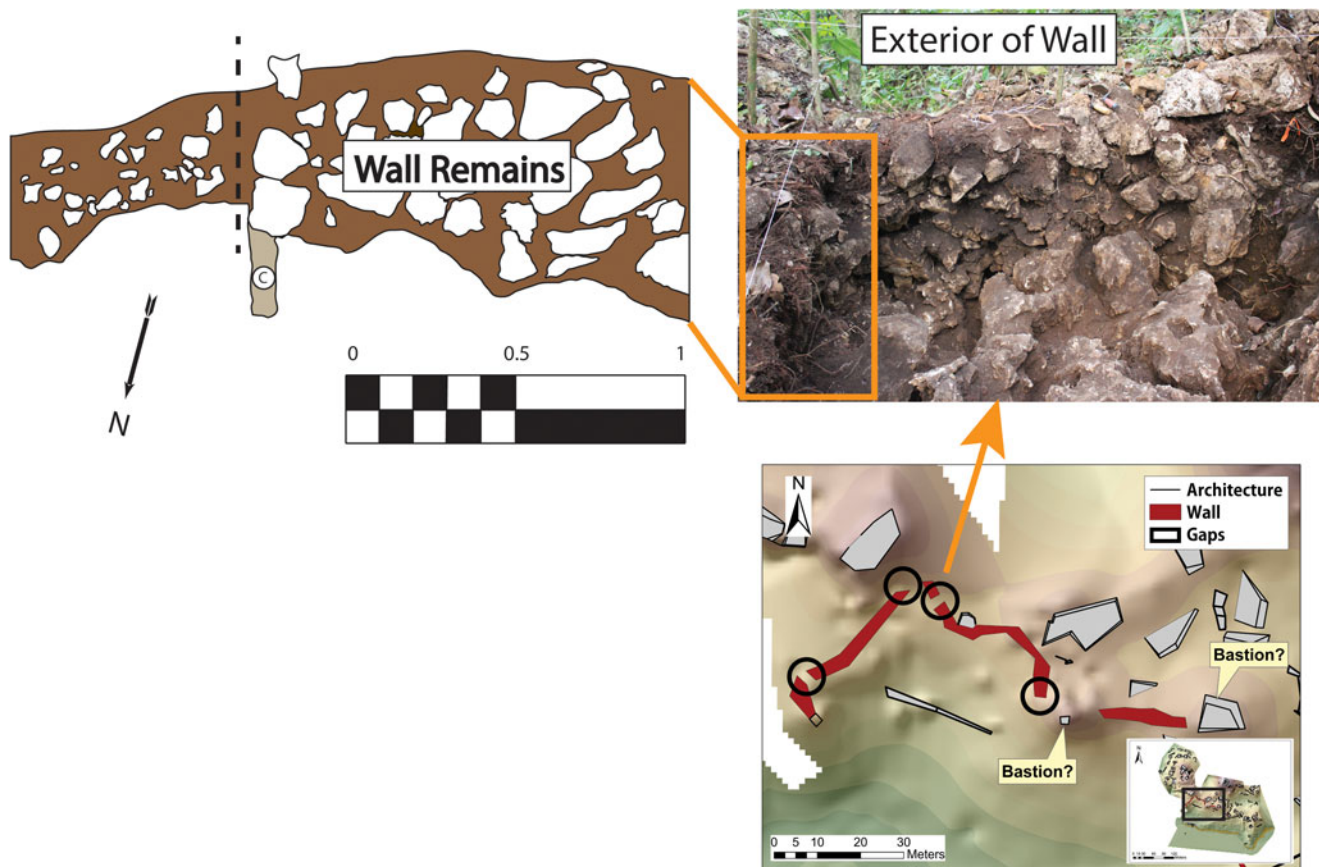 Exterior of Wall
Wall Remains
C
N
0 0.5 1
N
Architecture
Wall
Gaps
Bastion?
Bastion?
N
0 5 10 20 30
Meters